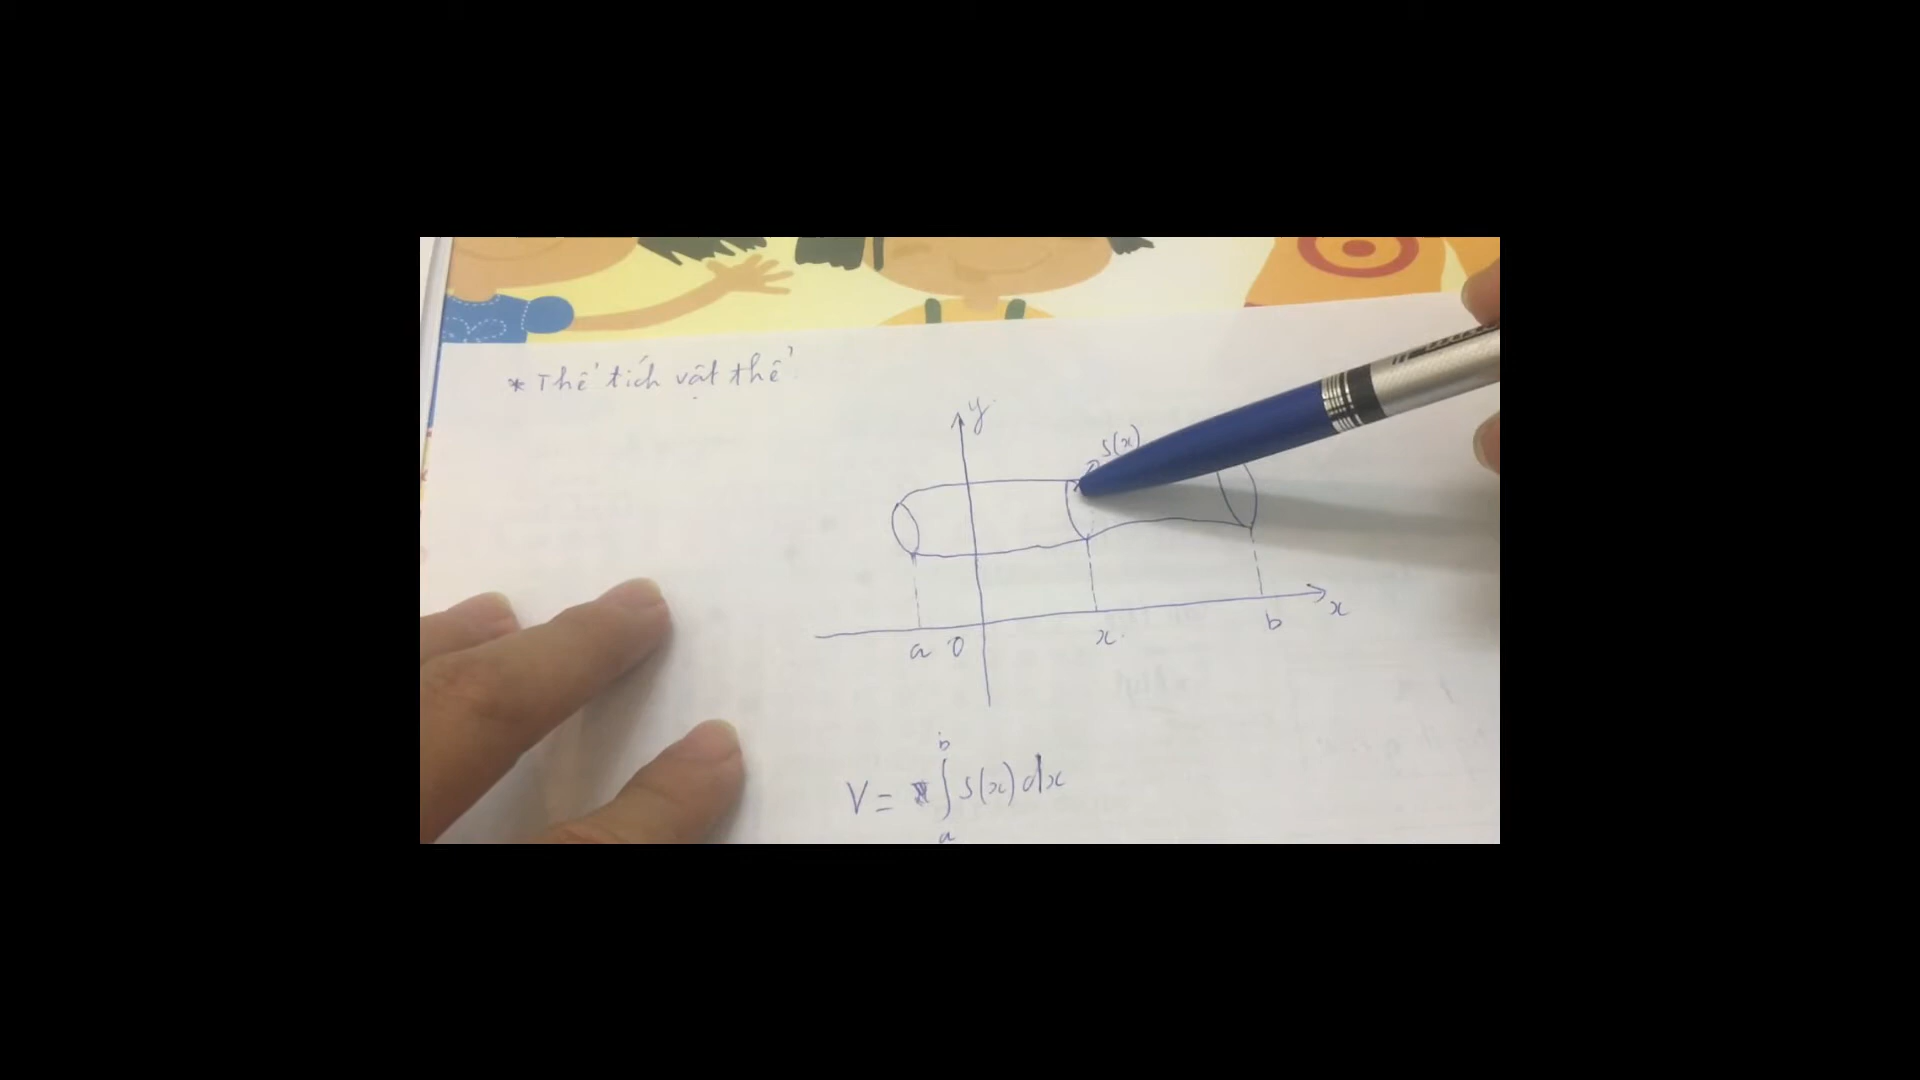 * Thể tích vật thể
y
S(x)
x
a 0 x b
b
V = ∫ S(x) dx
a